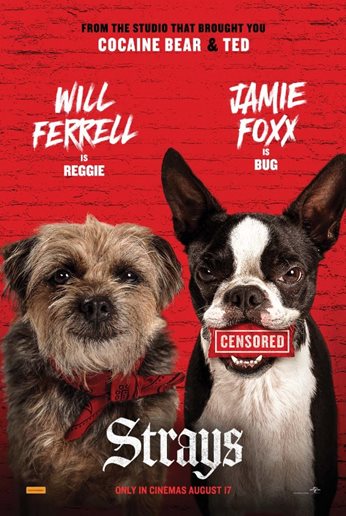 FROM THE STUDIO THAT BROUGHT YOU
COCAINE BEAR & TED
WILL
FERRELL
IS
REGGIE
JAMIE
FOXX
IS
BUG
CENSORED
Strays
ONLY IN CINEMAS AUGUST 17